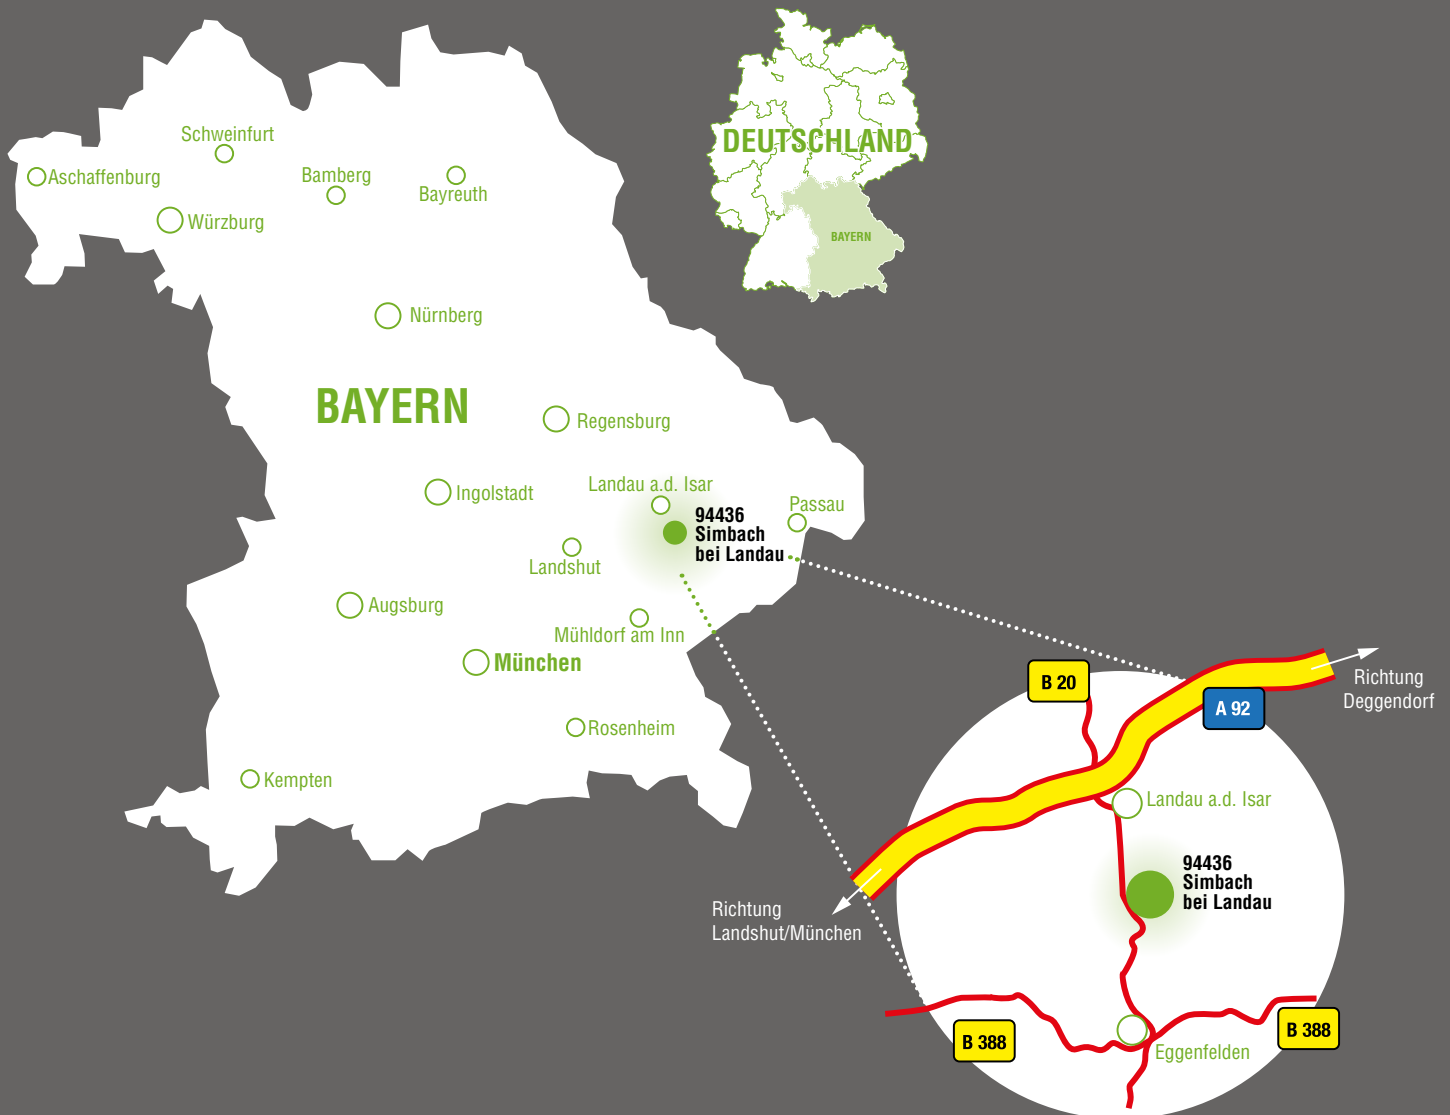 DEUTSCHLAND
BAYERN
Schweinfurt
Aschaffenburg
Bamberg
Bayreuth
Würzburg
Nürnberg
BAYERN
Regensburg
Ingolstadt
Landau a.d. Isar
Passau
94436
Simbach
bei Landau
Landshut
Augsburg
Mühldorf am Inn
München
Rosenheim
Kempten
B 20
A 92
Richtung
Deggendorf
Landau a.d. Isar
94436
Simbach
bei Landau
Richtung
Landshut/München
B 388
B 388
Eggenfelden